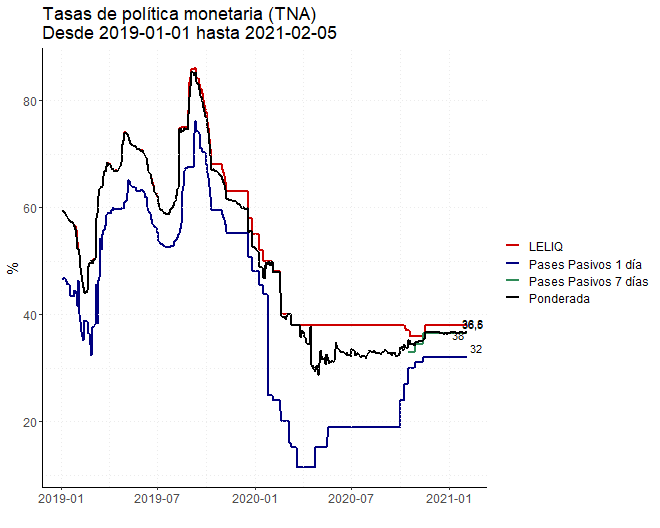 Tasas de política monetaria (TNA)
Desde 2019-01-01 hasta 2021-02-05
%
80
60
40
20
38
32
2019-01
2019-07
2020-01
2020-07
2021-01
LELIQ
Pases Pasivos 1 día
Pases Pasivos 7 días
Ponderada